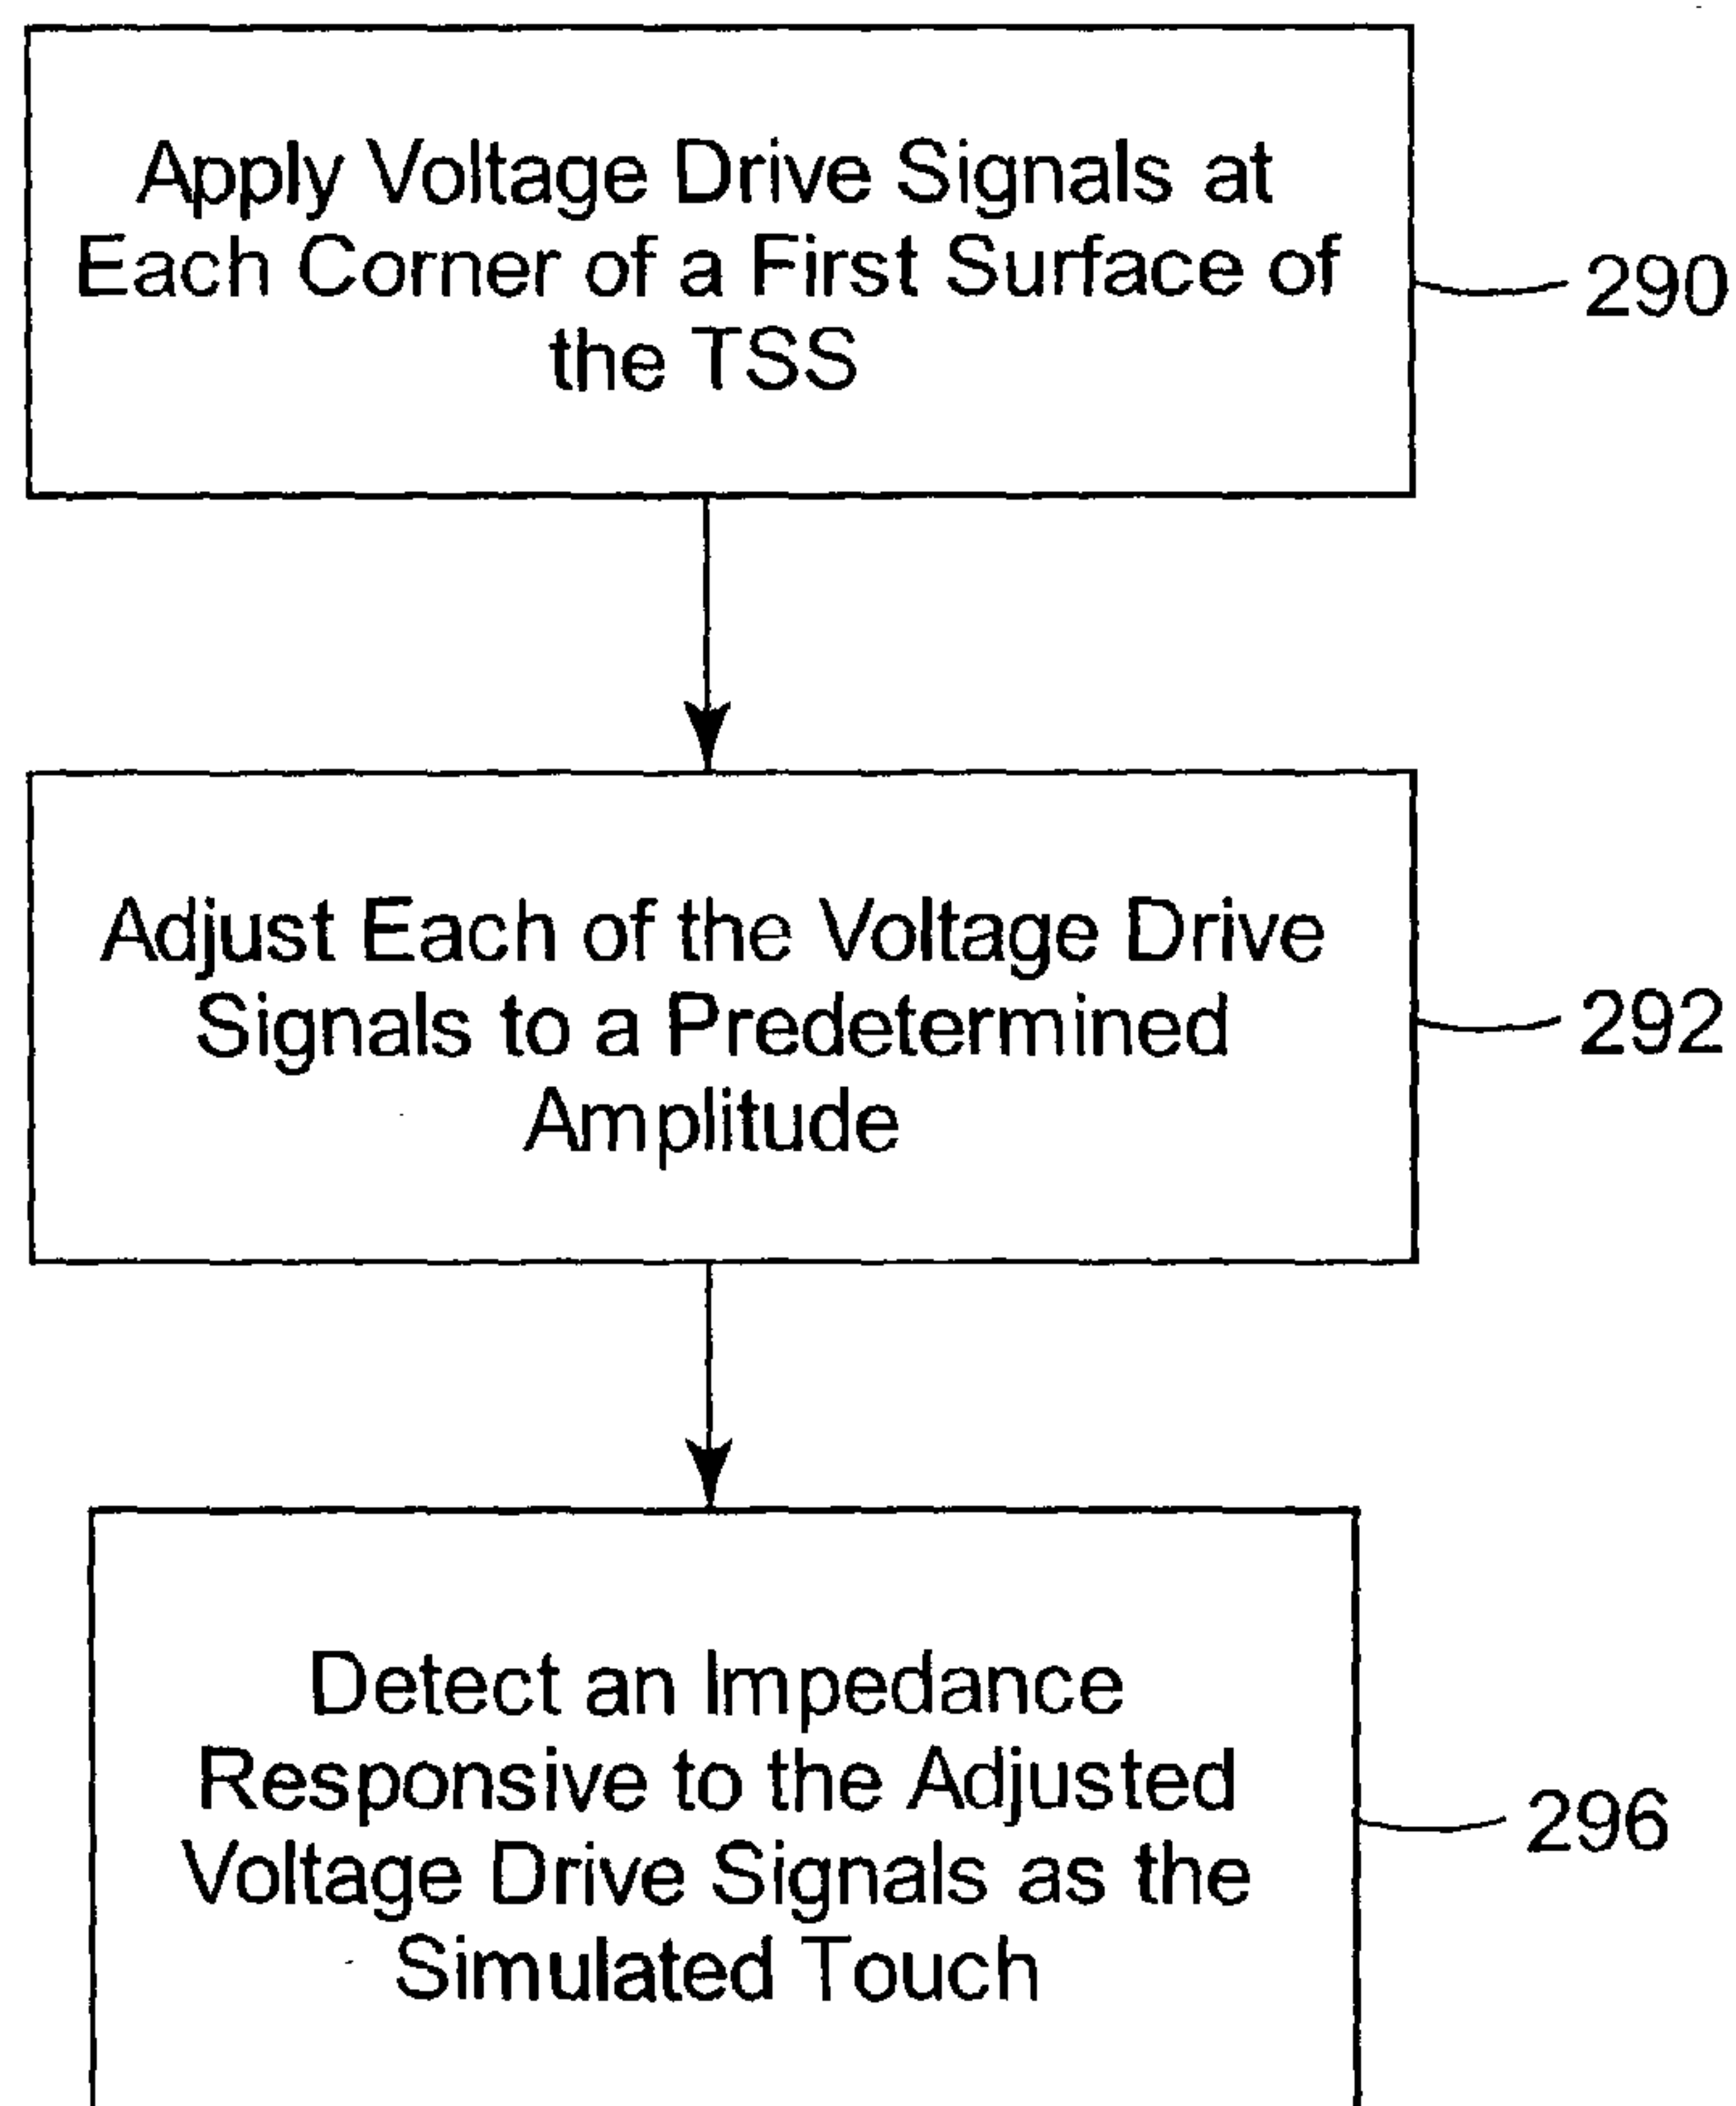 Apply Voltage Drive Signals at
Each Corner of a First Surface of
the TSS
290
Adjust Each of the Voltage Drive
Signals to a Predetermined
Amplitude
292
Detect an Impedance
Responsive to the Adjusted
Voltage Drive Signals as the
Simulated Touch
296